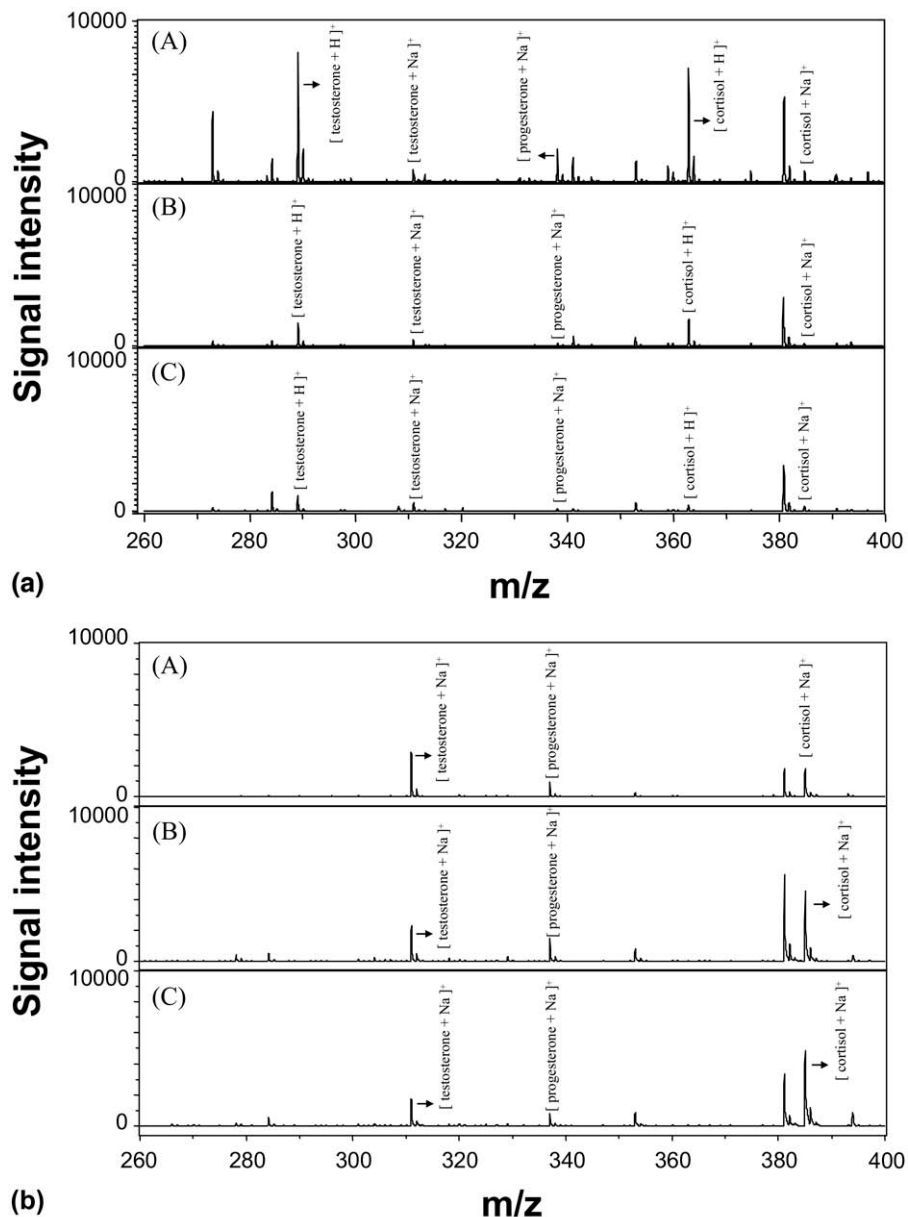 10000
(A)
[ testosterone + H ]⁺
[ testosterone + Na ]⁺
[ progesterone + Na ]⁺
[ cortisol + H ]⁺
[ cortisol + Na ]⁺
0
10000
(B)
[ testosterone + H ]⁺
[ testosterone + Na ]⁺
[ progesterone + Na ]⁺
[ cortisol + H ]⁺
[ cortisol + Na ]⁺
0
10000
(C)
[ testosterone + H ]⁺
[ testosterone + Na ]⁺
[ progesterone + Na ]⁺
[ cortisol + H ]⁺
[ cortisol + Na ]⁺
0
Signal intensity
260 280 300 320 340 360 380 400
(a)
m/z
10000
(A)
[ testosterone + Na ]⁺
[ progesterone + Na ]⁺
[ cortisol + Na ]⁺
0
10000
(B)
[ testosterone + Na ]⁺
[ progesterone + Na ]⁺
[ cortisol + Na ]⁺
0
10000
(C)
[ testosterone + Na ]⁺
[ progesterone + Na ]⁺
[ cortisol + Na ]⁺
0
Signal intensity
260 280 300 320 340 360 380 400
(b)
m/z